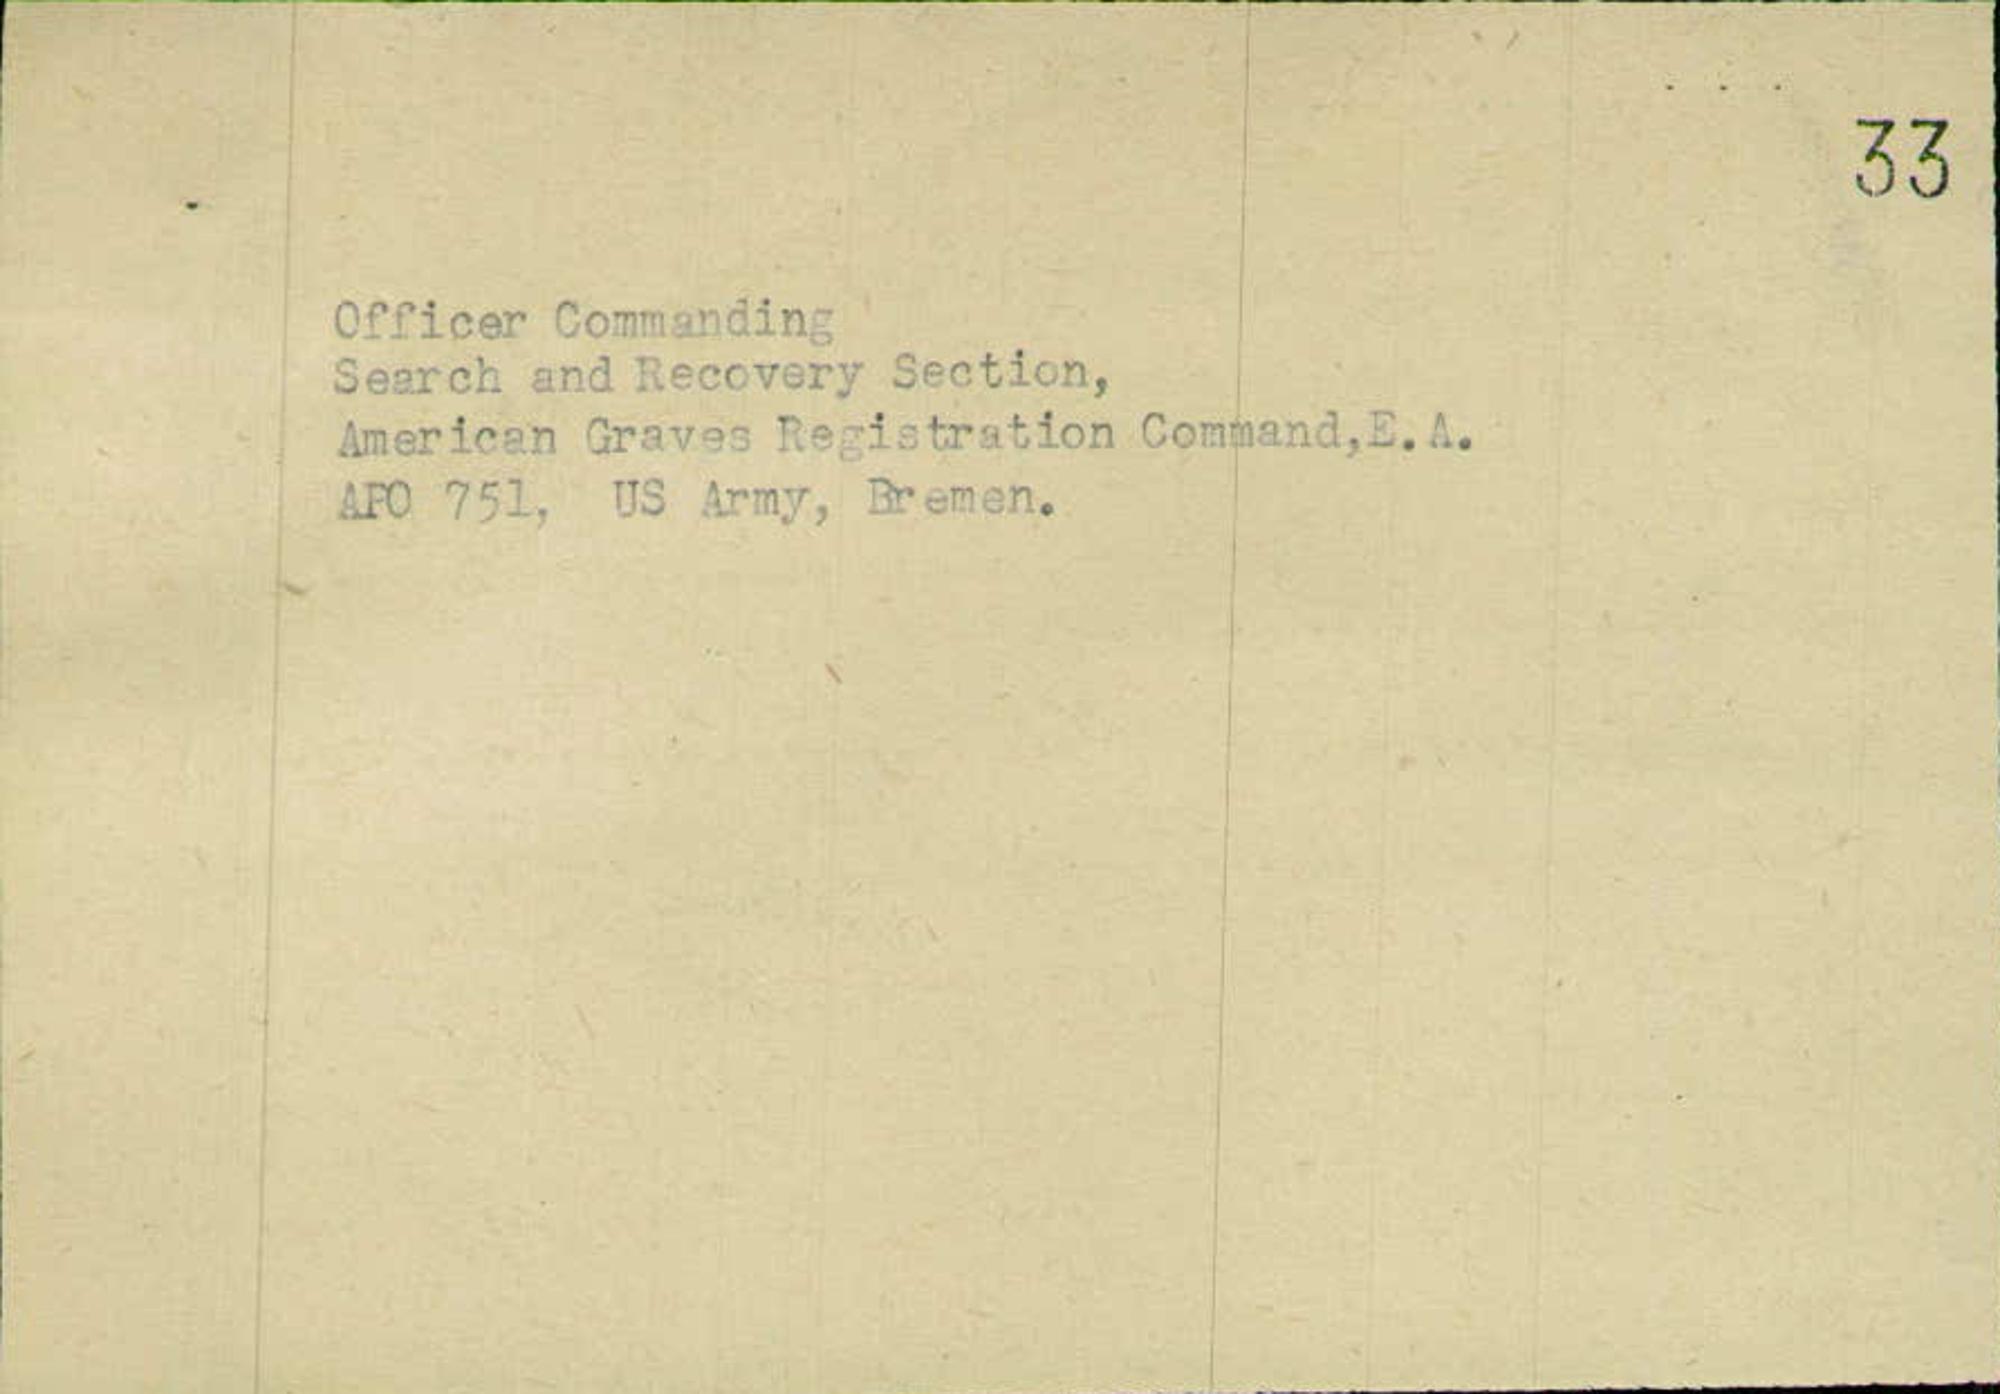 33
Officer Commanding
Search and Recovery Section,
American Graves Registration Command,E.A.
APO 751, US Army, Bremen.